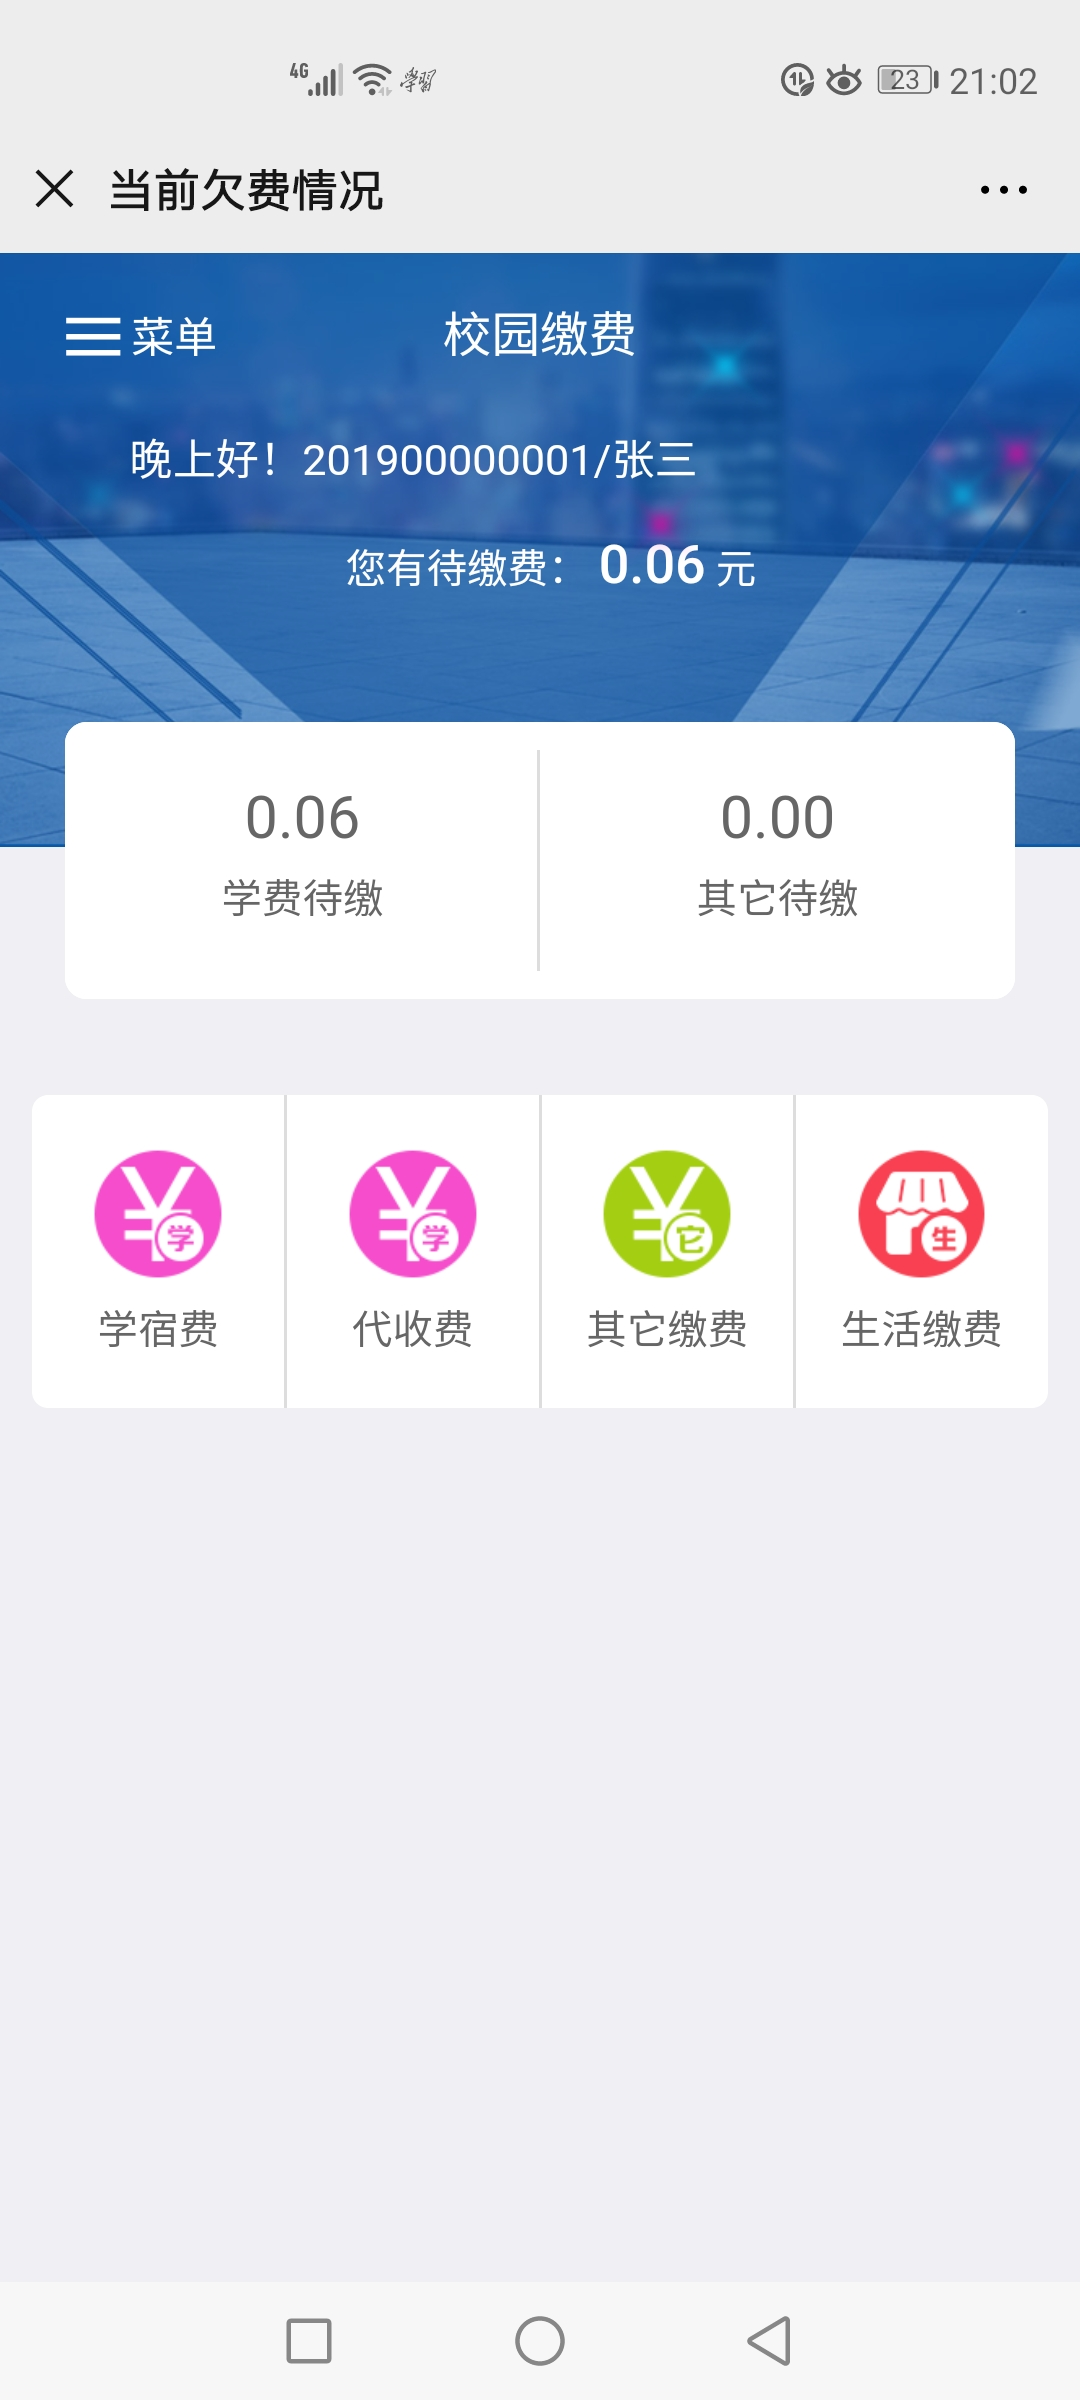 4G 學習 23 21:02
当前欠费情况
菜单 校园缴费
晚上好！201900000001/张三
您有待缴费： 0.06 元
0.06 0.00
学费待缴 其它待缴
学 学 它 生
学宿费 代收费 其它缴费 生活缴费